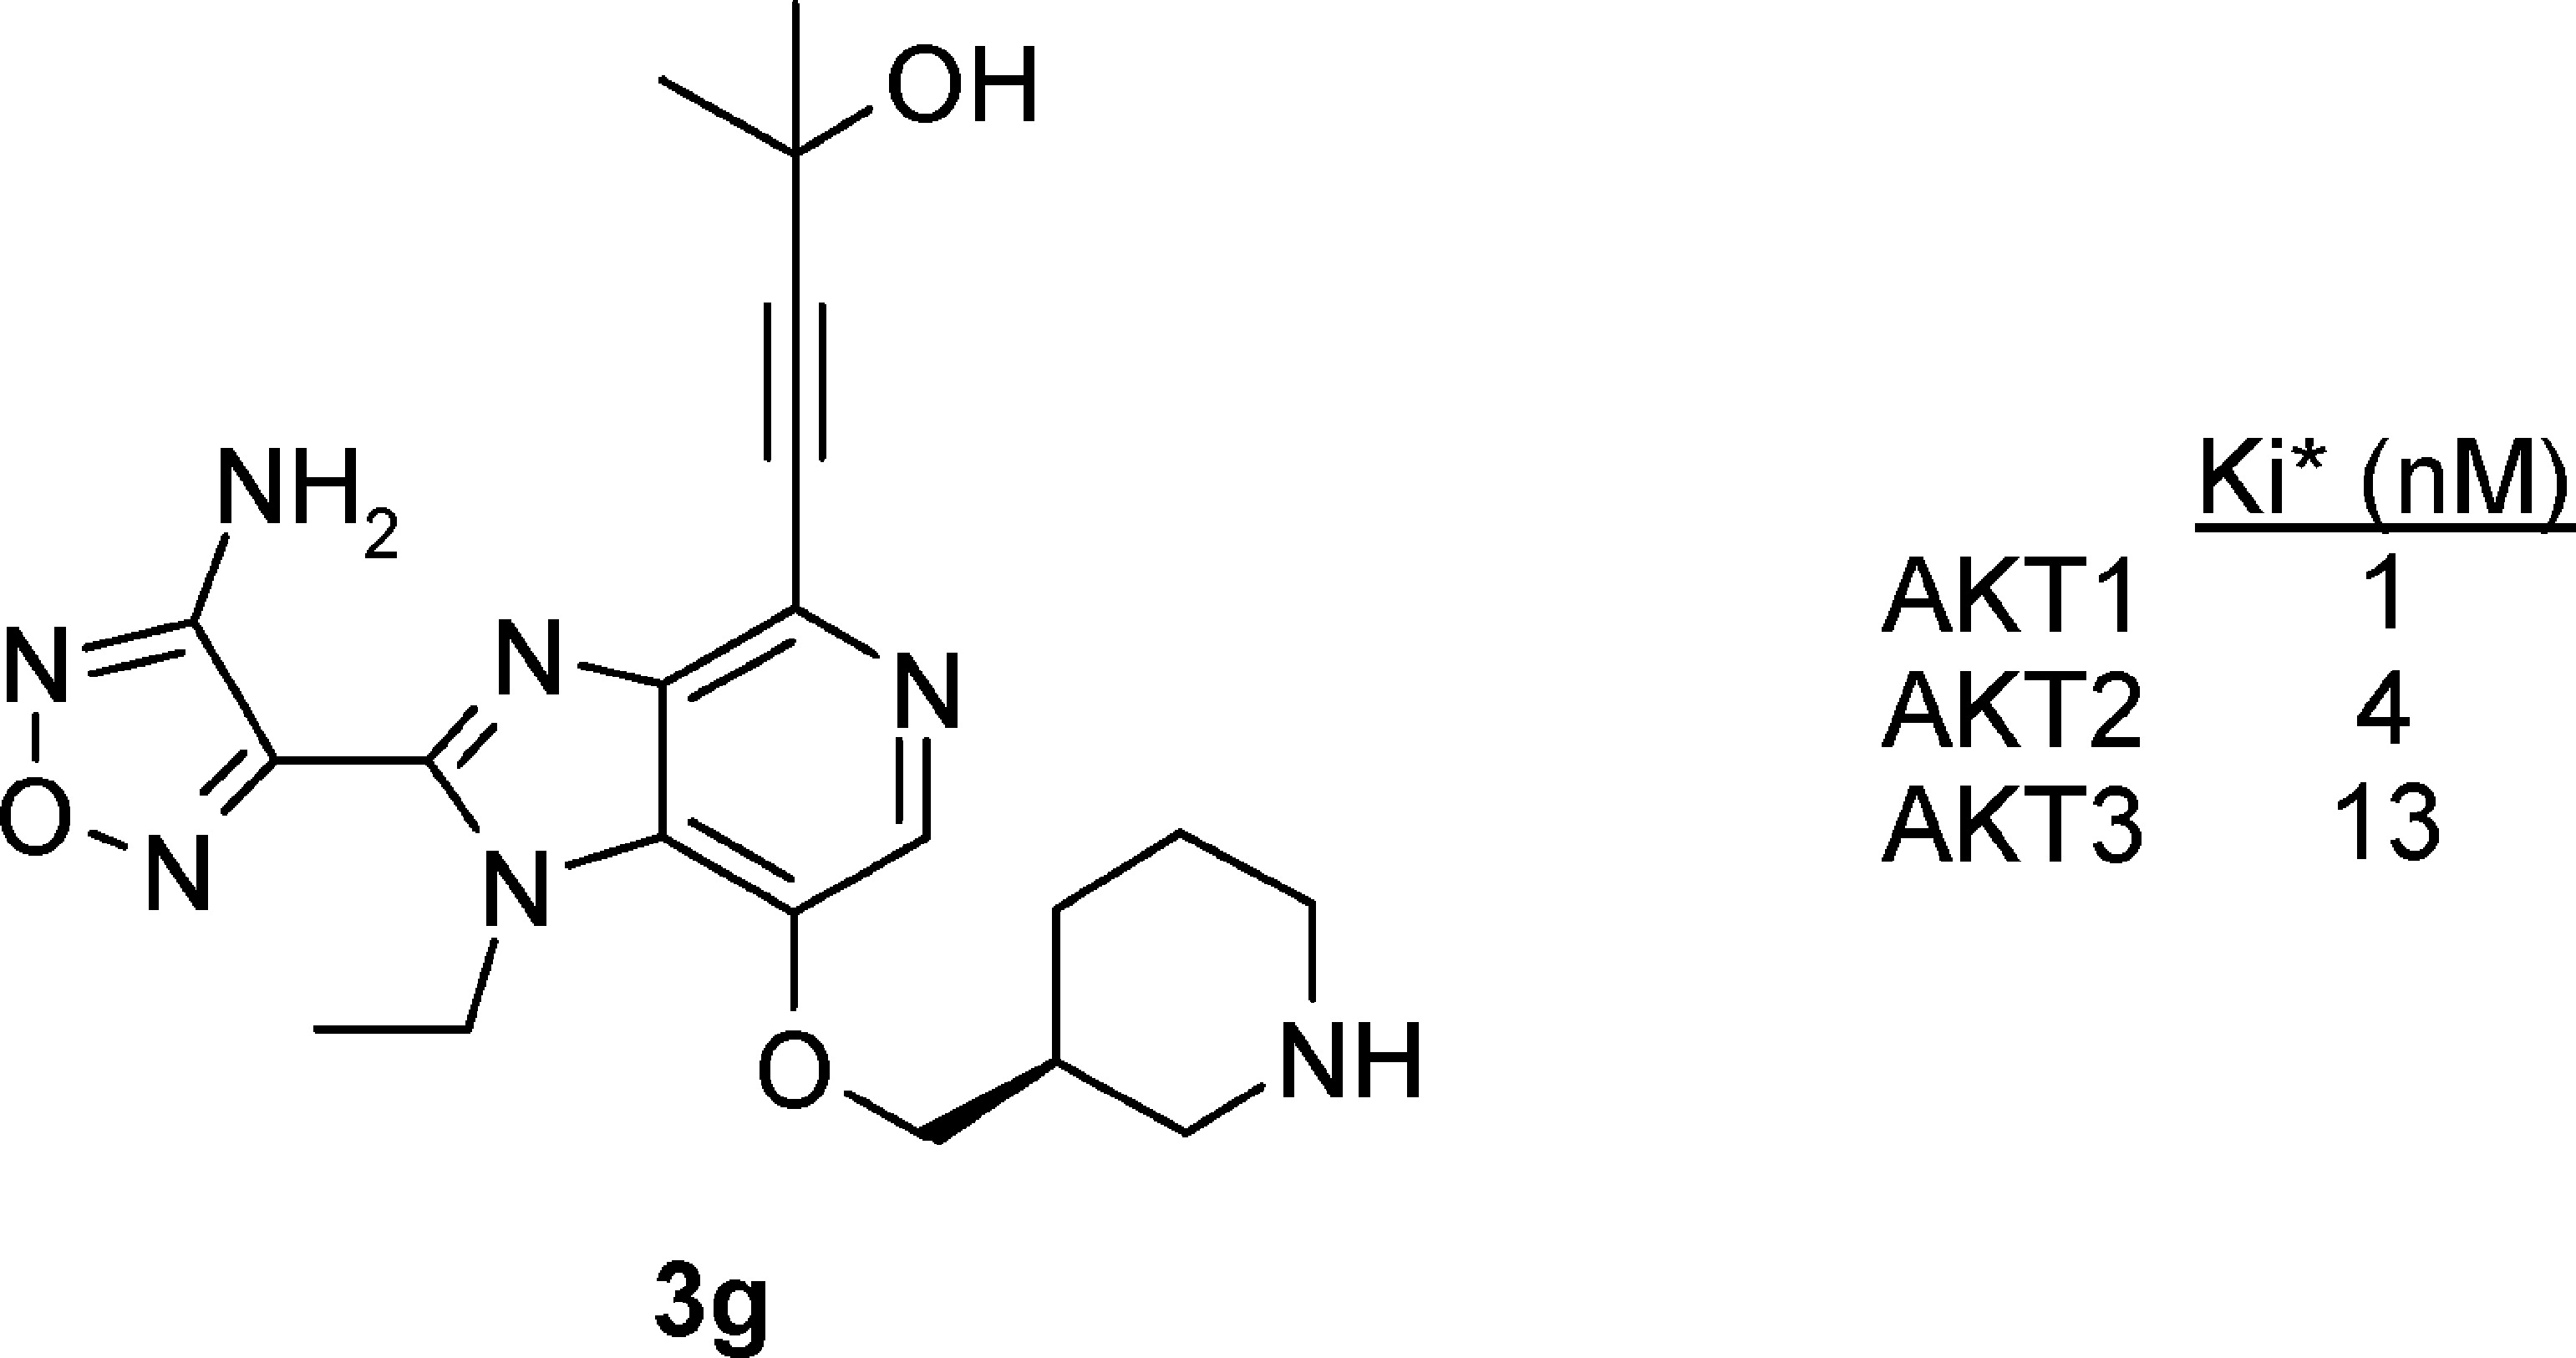 OH
NH2
Ki* (nM)
AKT1 1
N N N
AKT2 4
O N
AKT3 13
N
O NH
3g